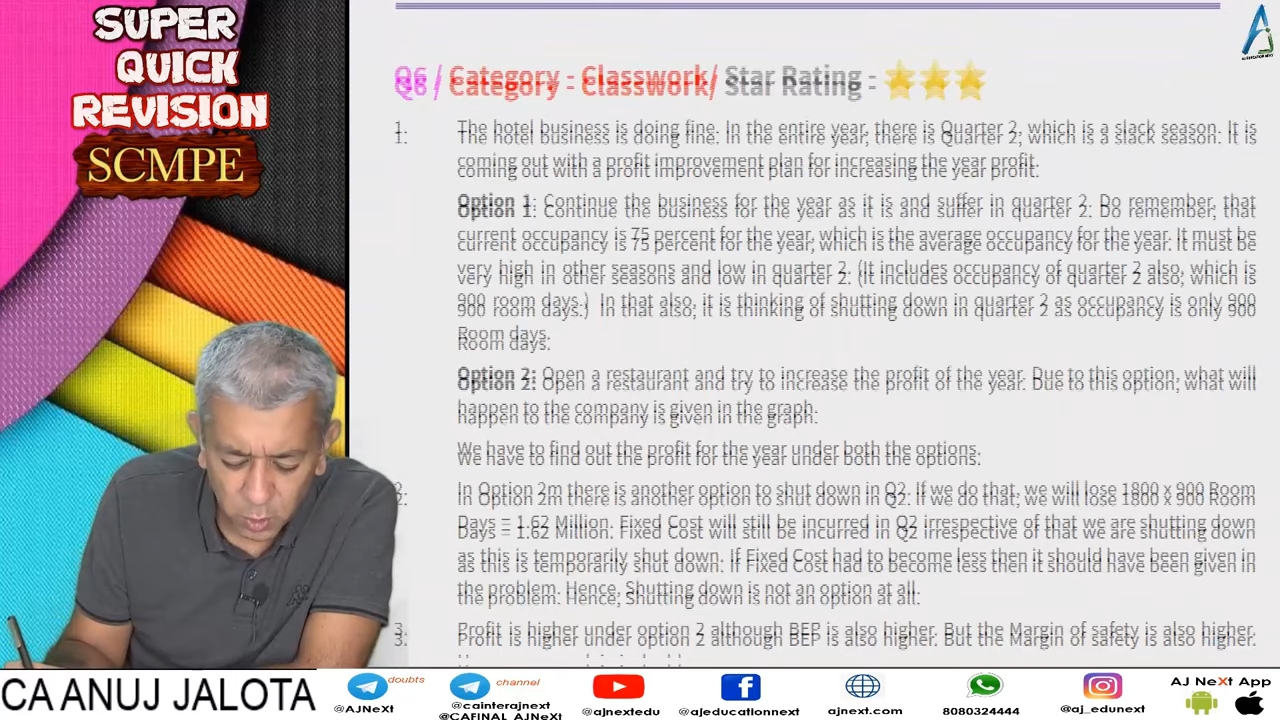 SUPER
QUICK
REVISION
SCMPE
Q6 / Category - Classwork/ Star Rating -
1. The hotel business is doing fine. In the entire year, there is Quarter 2, which is a slack season. It is
coming out with a profit improvement plan for increasing the year profit.
Option 1: Continue the business for the year as it is and suffer in quarter 2. Do remember, that
current occupancy is 75 percent for the year, which is the average occupancy for the year. It must be
very high in other seasons and low in quarter 2. (It includes occupancy of quarter 2 also, which is
900 room days.) In that also, it is thinking of shutting down in quarter 2 as occupancy is only 900
Room days.
Option 2: Open a restaurant and try to increase the profit of the year. Due to this option, what will
happen to the company is given in the graph.
We have to find out the profit for the year under both the options.
2. In Option 2m there is another option to shut down in Q2. If we do that, we will lose 1800 x 900 Room
Days = 1.62 Million. Fixed Cost will still be incurred in Q2 irrespective of that we are shutting down
as this is temporarily shut down. If Fixed Cost had to become less then it should have been given in
the problem. Hence, Shutting down is not an option at all.
3. Profit is higher under option 2 although BEP is also higher. But the Margin of safety is also higher.
CA ANUJ JALOTA
doubts
@AJNeXt
channel
@cainterajnext
@CAFINAL_AJNeXt
@ajnextedu
@ajeducationnext
ajnext.com
8080324444
@aj_edunext
AJ NeXt App